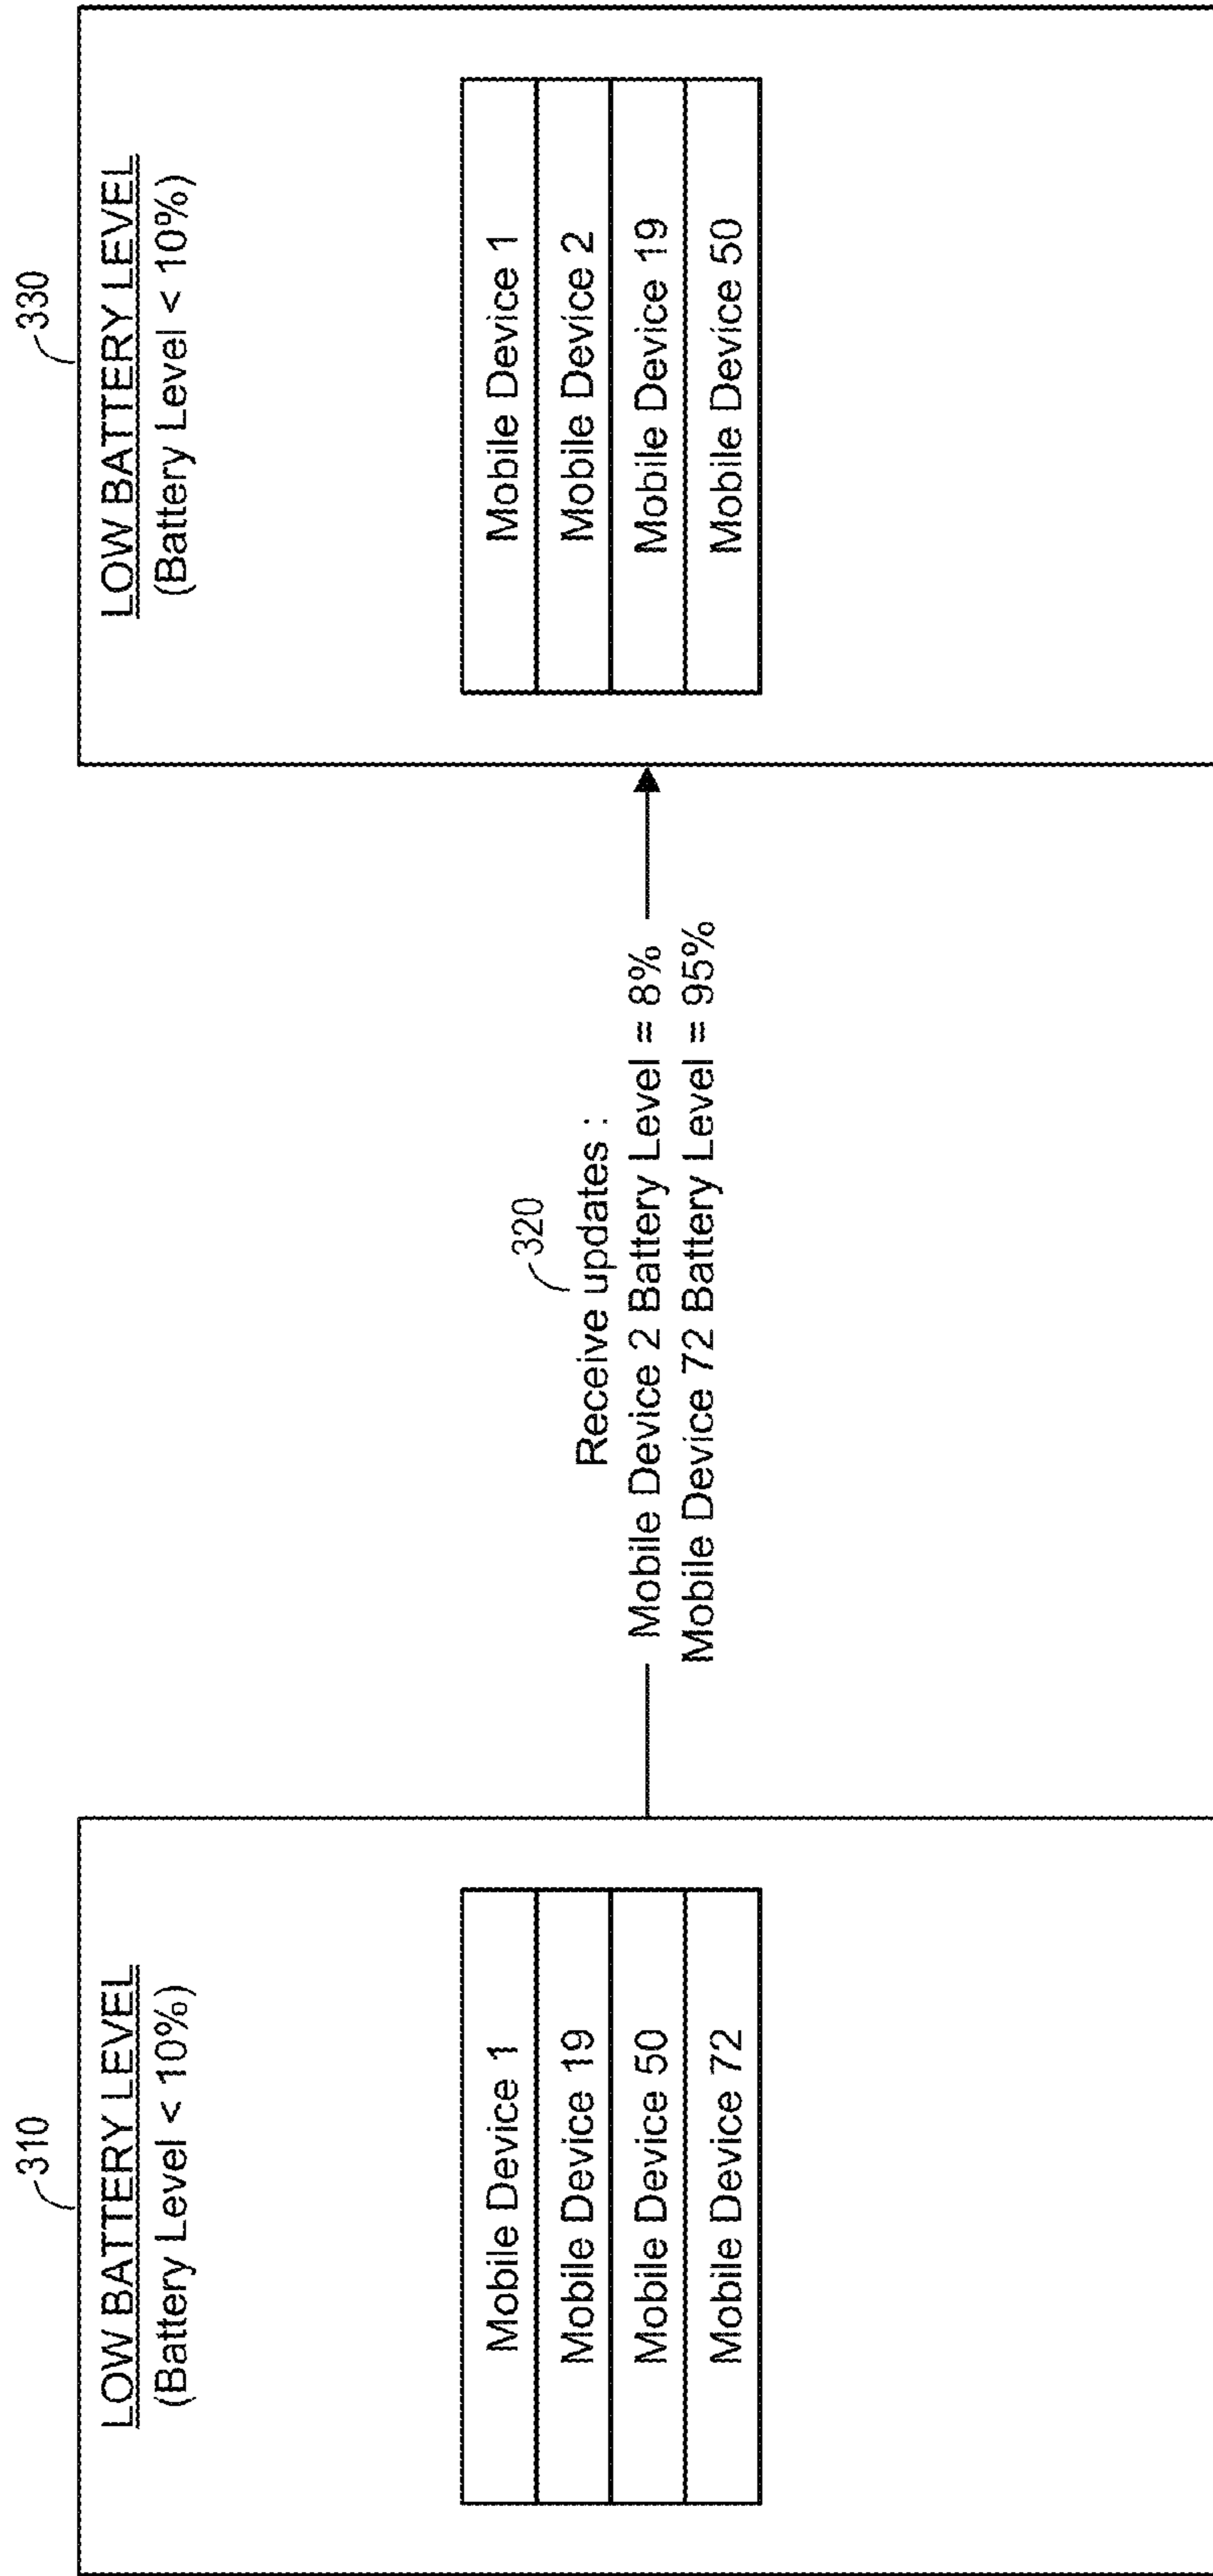 310
LOW BATTERY LEVEL
(Battery Level < 10%)
Mobile Device 1
Mobile Device 19
Mobile Device 50
Mobile Device 72
320
Receive updates :
Mobile Device 2 Battery Level = 8%
Mobile Device 72 Battery Level = 95%
330
LOW BATTERY LEVEL
(Battery Level < 10%)
Mobile Device 1
Mobile Device 2
Mobile Device 19
Mobile Device 50